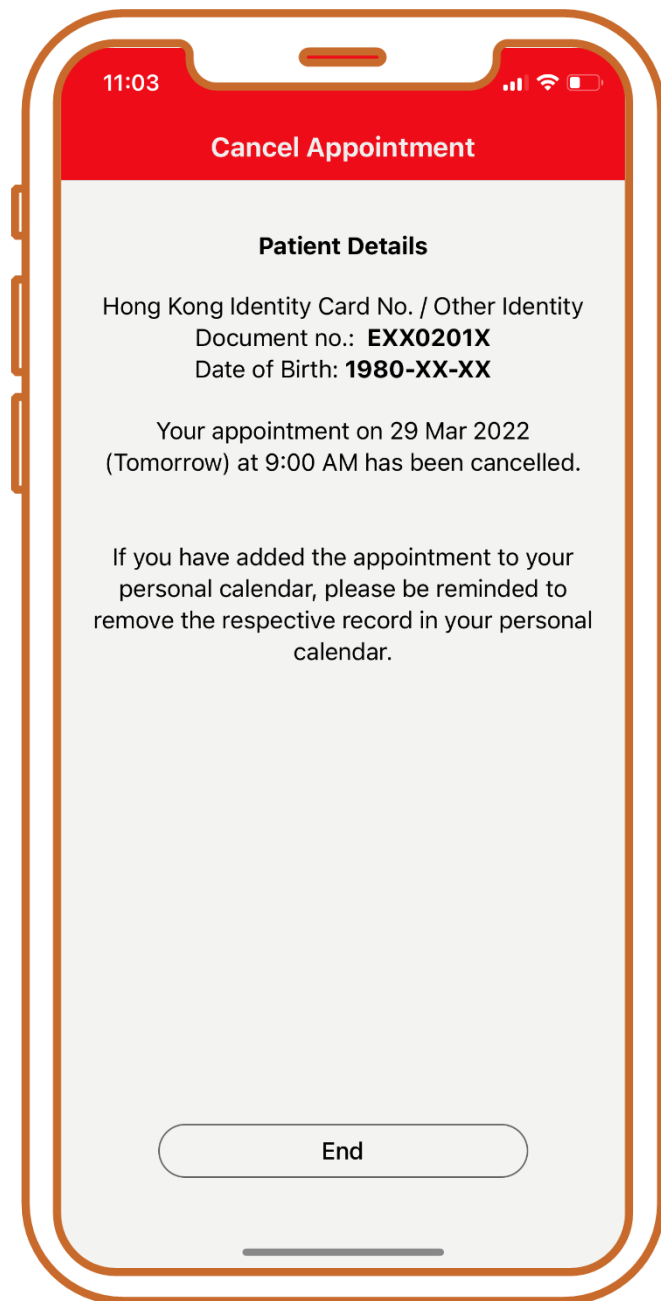 11:03
Cancel Appointment
Patient Details
Hong Kong Identity Card No. / Other Identity
Document no.: EXX0201X
Date of Birth: 1980-XX-XX
Your appointment on 29 Mar 2022
(Tomorrow) at 9:00 AM has been cancelled.
If you have added the appointment to your
personal calendar, please be reminded to
remove the respective record in your personal
calendar.
End